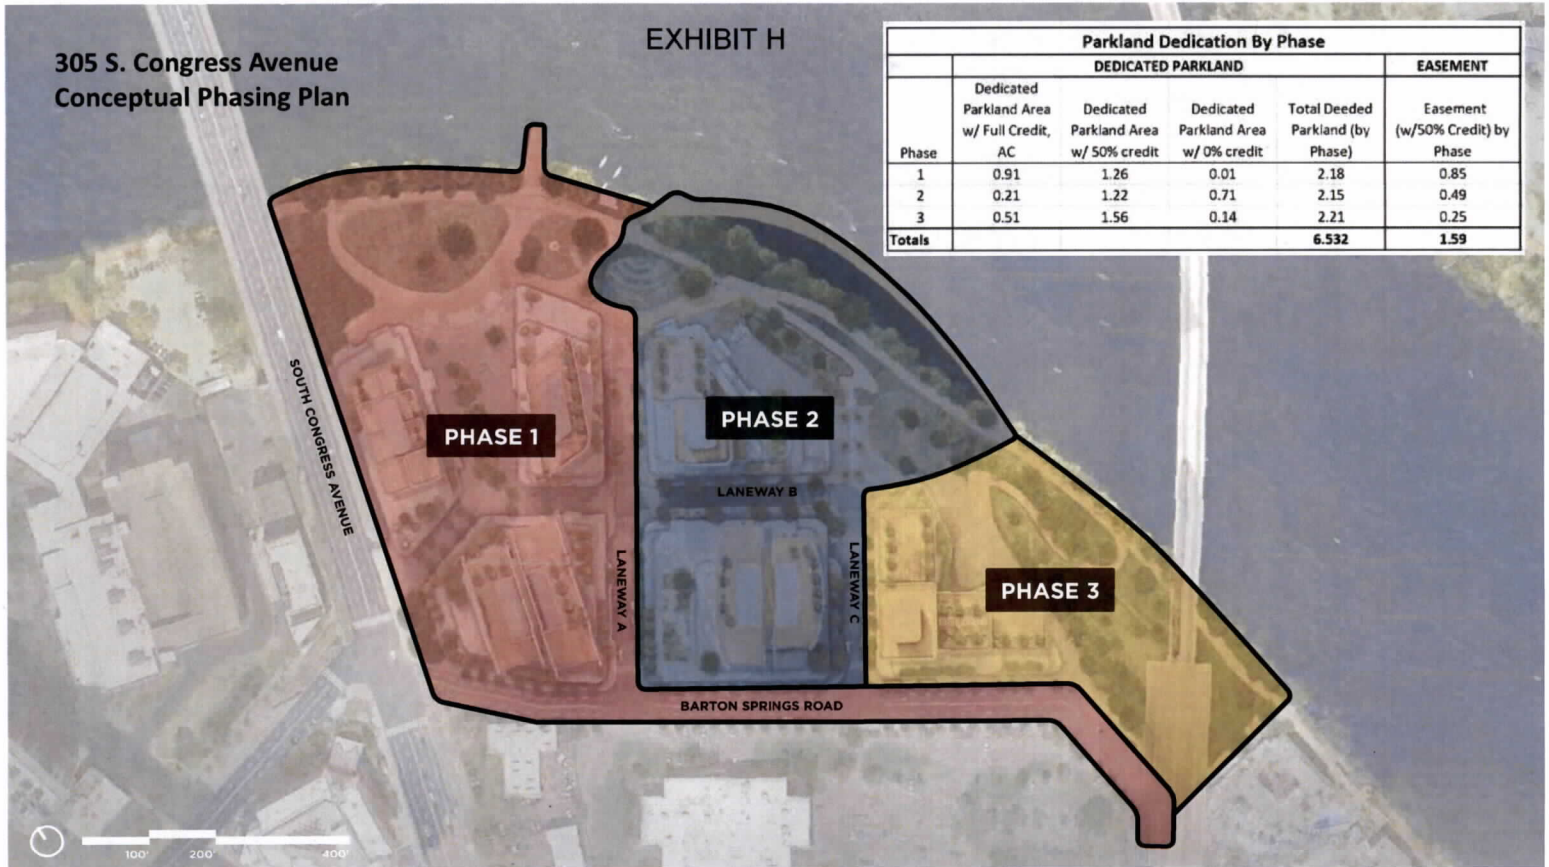 EXHIBIT H
305 S. Congress Avenue
Conceptual Phasing Plan
Parkland Dedication By Phase
DEDICATED PARKLAND EASEMENT
Phase
Dedicated
Parkland Area
w/ Full Credit,
AC
Dedicated
Parkland Area
w/ 50% credit
Dedicated
Parkland Area
w/ 0% credit
Total Deeded
Parkland (by
Phase)
Easement
(w/50% Credit) by
Phase
1 0.91 1.26 0.01 2.18 0.85
2 0.21 1.22 0.71 2.15 0.49
3 0.51 1.56 0.14 2.21 0.25
Totals 6.532 1.59
SOUTH CONGRESS AVENUE
PHASE 1
PHASE 2
LANEWAY B
LANEWAY A
LANEWAY C
PHASE 3
BARTON SPRINGS ROAD
100' 200' 400'